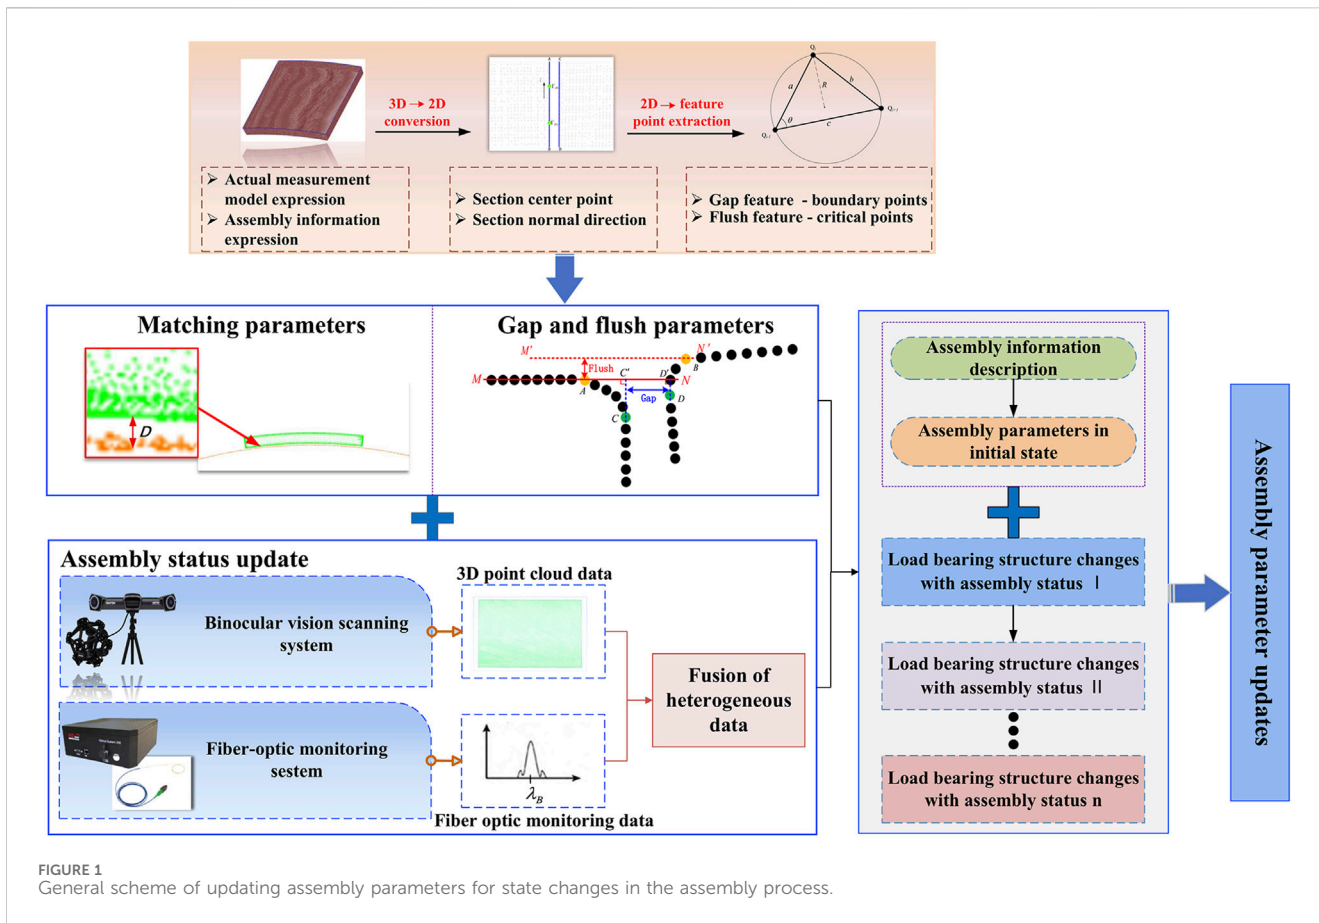 3D → 2D
conversion
2D → feature
point extraction
A C
B D
Q
a
b
R
θ
c
➢ Actual measurement
model expression
➢ Assembly information
expression
➢ Section center point
➢ Section normal direction
➢ Gap feature - boundary points
➢ Flush feature - critical points
Matching parameters
D
Gap and flush parameters
M'
N'
Flush
B
M
C'
D'
N
A
Gap
D
C
Assembly status update
Binocular vision scanning
system
3D point cloud data
Fiber-optic monitoring
sestem
λB
Fiber optic monitoring data
Fusion of
heterogeneous
data
Assembly information
description
Assembly parameters in
initial state
Load bearing structure changes
with assembly status Ⅰ
Load bearing structure changes
with assembly status Ⅱ
Load bearing structure changes
with assembly status n
Assembly parameter updates
FIGURE 1
General scheme of updating assembly parameters for state changes in the assembly process.